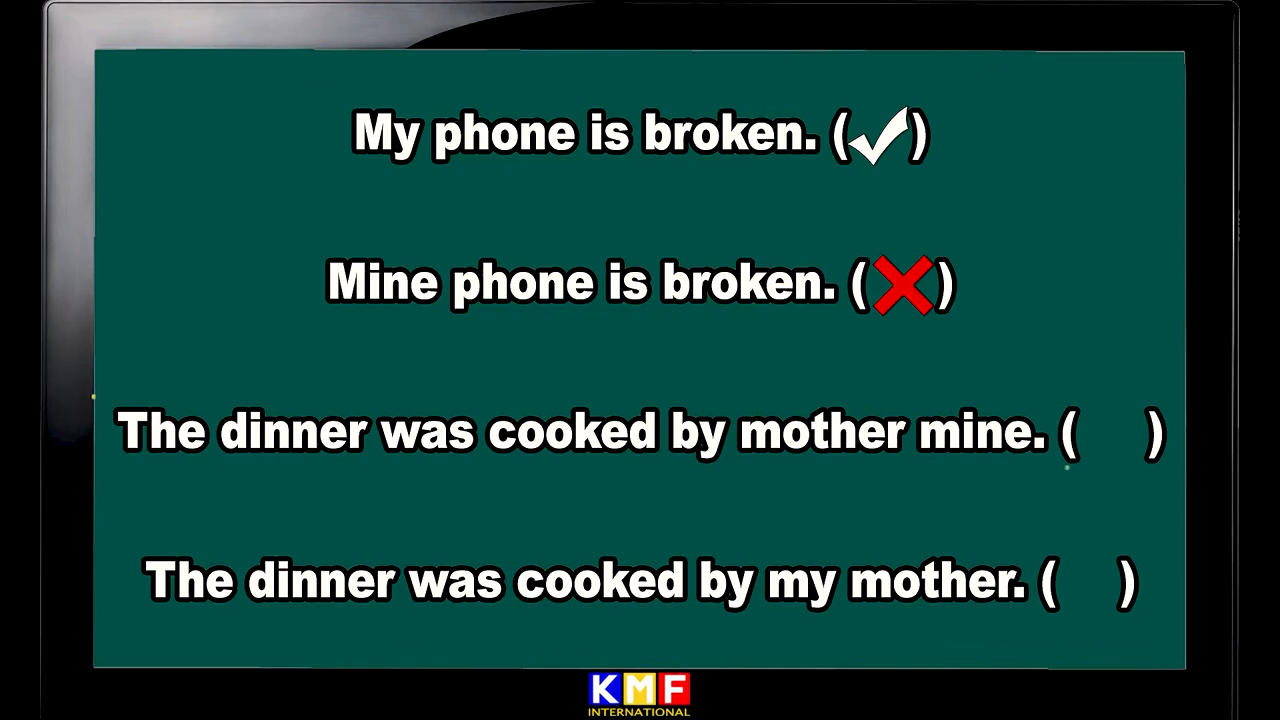 My phone is broken. (✓)
Mine phone is broken. (❌)
The dinner was cooked by mother mine. ( )
The dinner was cooked by my mother. ( )
KMF
INTERNATIONAL